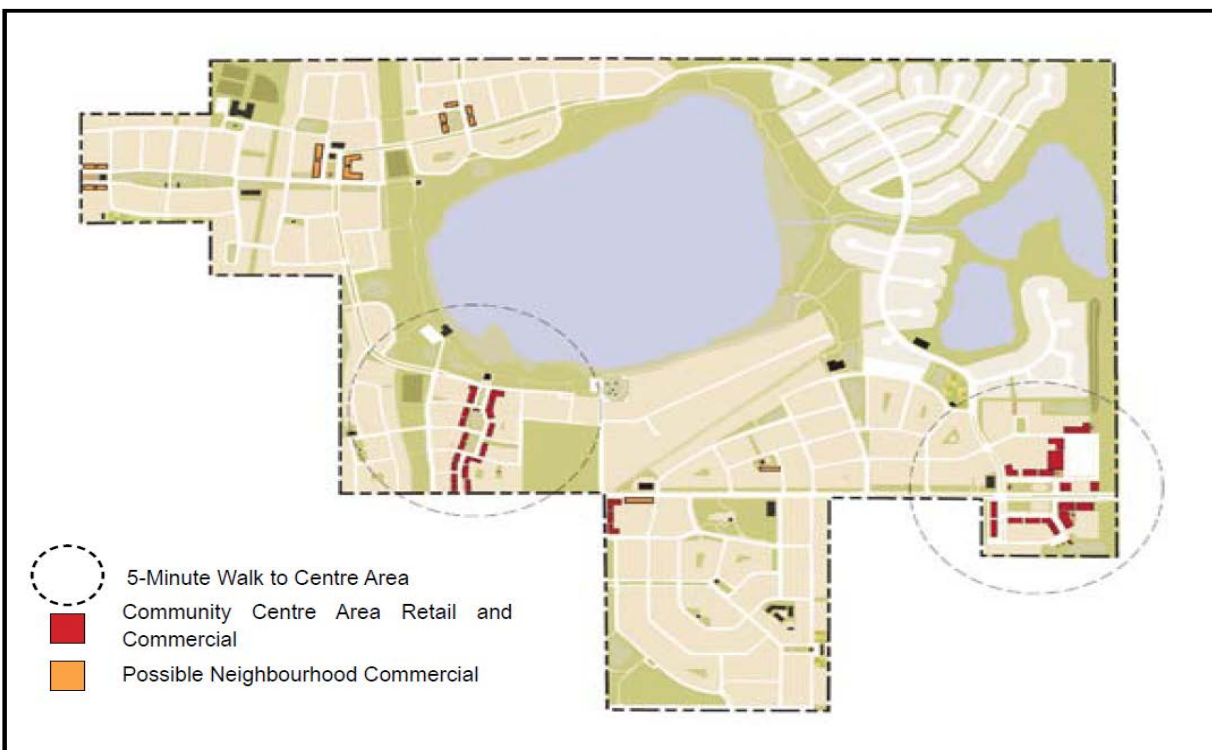 5-Minute Walk to Centre Area
Community Centre Area Retail and
Commercial
Possible Neighbourhood Commercial